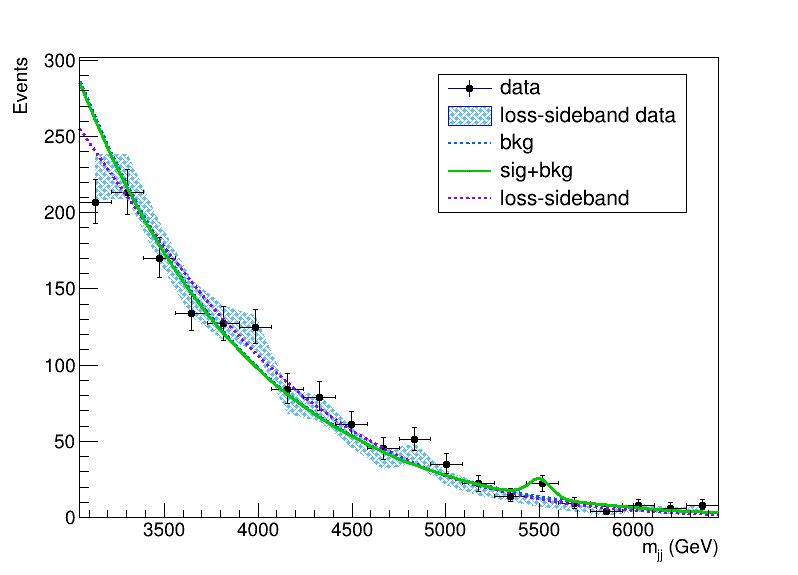 Events
300
250
200
150
100
50
0
data
loss-sideband data
bkg
sig+bkg
loss-sideband
3500 4000 4500 5000 5500 6000
m_jj (GeV)